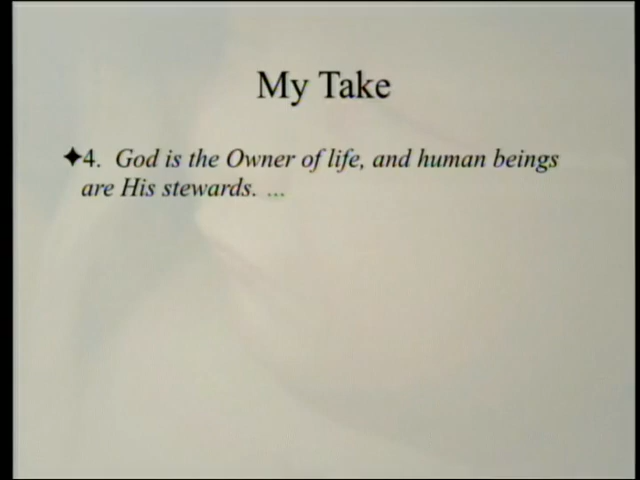 My Take
✦4. God is the Owner of life, and human beings
are His stewards. ...